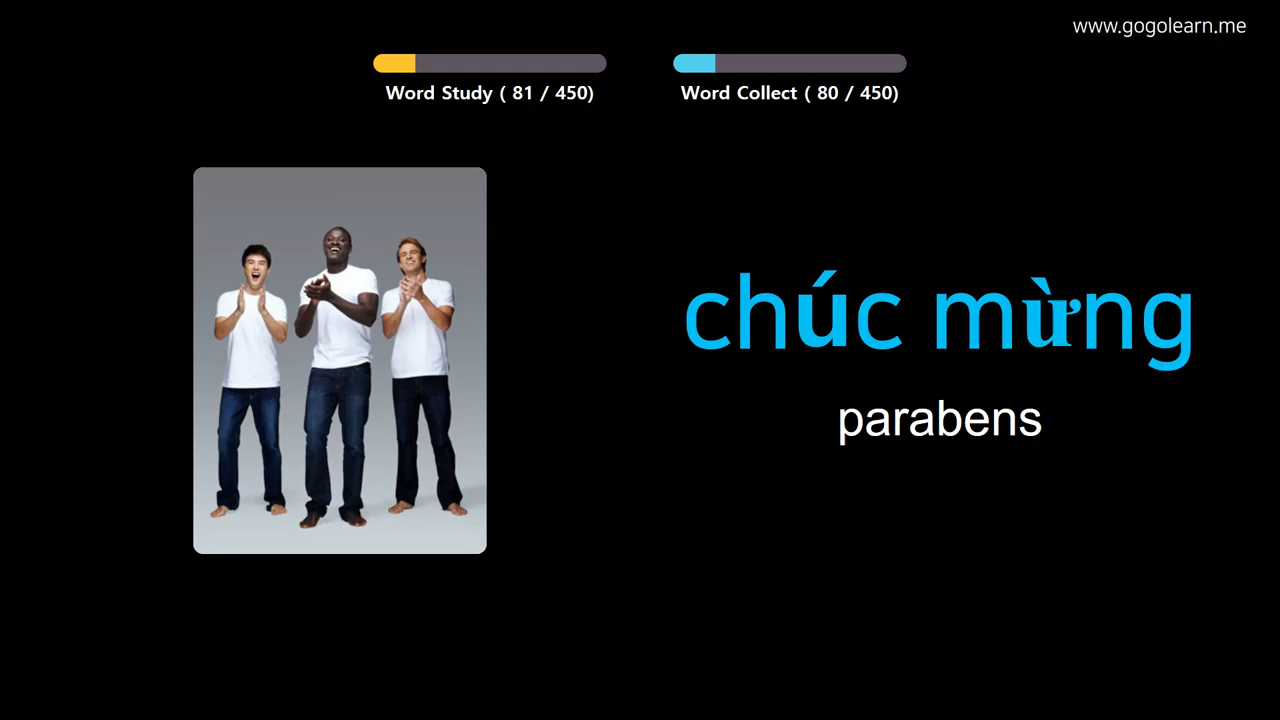 www.gogolearn.me
Word Study ( 81 / 450)
Word Collect ( 80 / 450)
chúc mừng
parabens